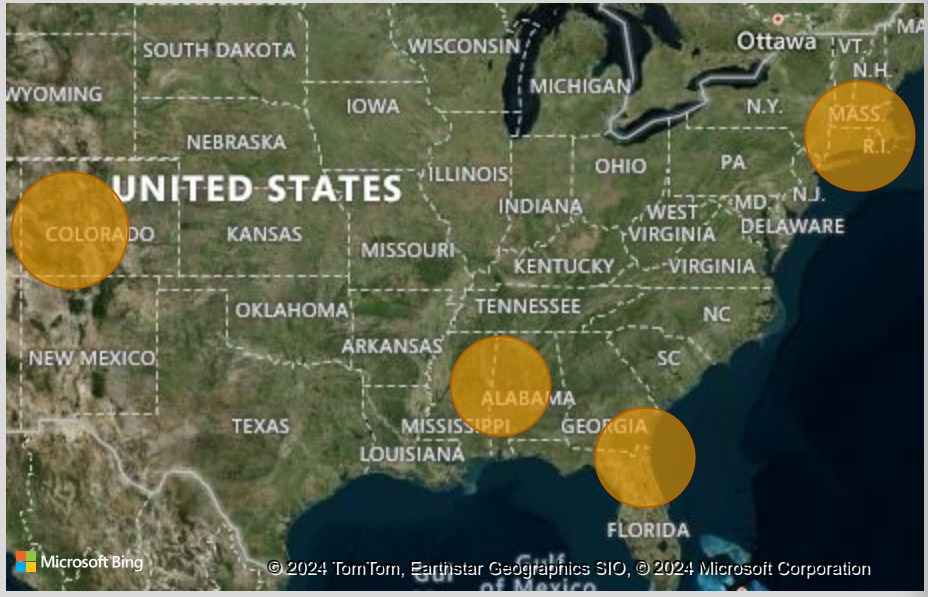 Ottawa
MA
VT.
N.H.
SOUTH DAKOTA
WISCONSIN
MICHIGAN
WYOMING
IOWA
N.Y.
MASS.
R.I.
NEBRASKA
OHIO
PA
UNITED STATES
ILLINOIS
INDIANA
N.J.
MD.
WEST
VIRGINIA
DELAWARE
COLORADO
KANSAS
MISSOURI
KENTUCKY
VIRGINIA
OKLAHOMA
TENNESSEE
NC
ARKANSAS
NEW MEXICO
SC
ALABAMA
TEXAS
MISSISSIPPI
GEORGIA
LOUISIANA
FLORIDA
Gulf
of Mexico
Microsoft Bing
© 2024 TomTom, Earthstar Geographics SIO, © 2024 Microsoft Corporation